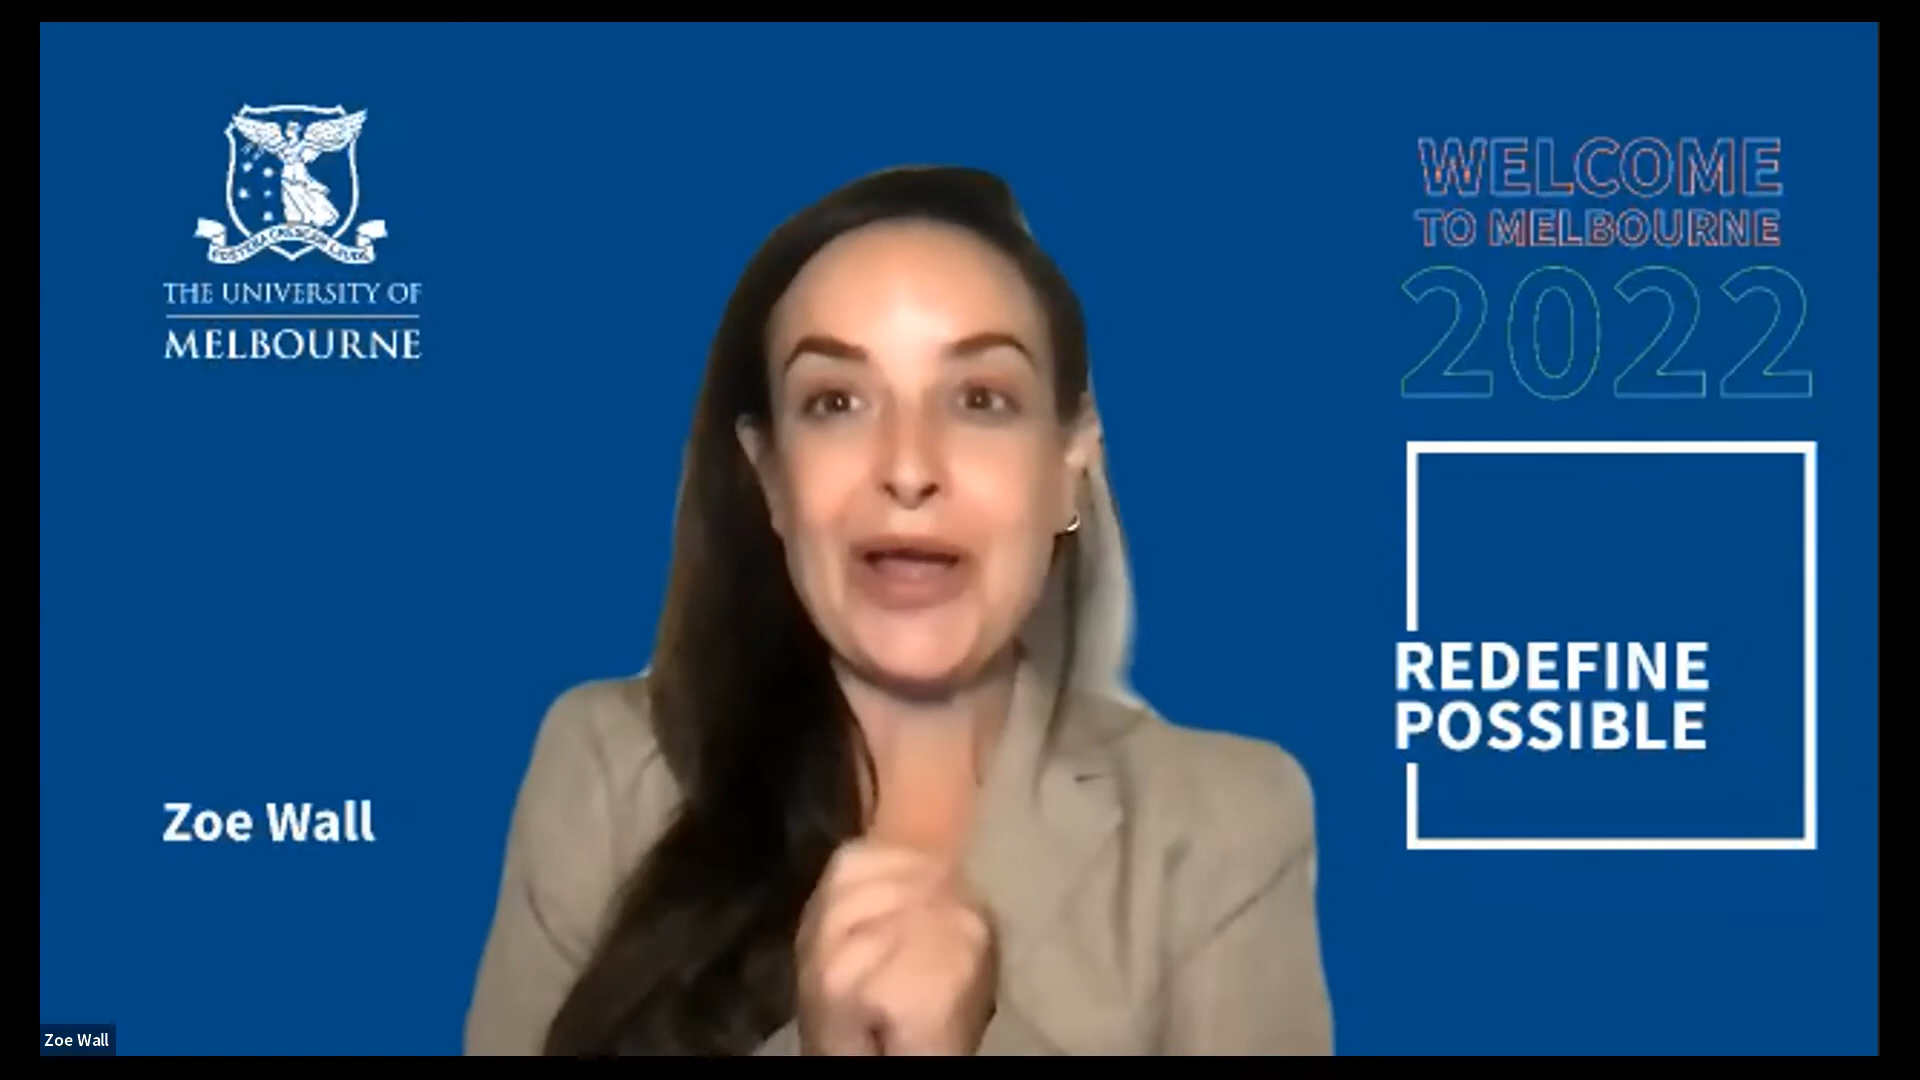 THE UNIVERSITY OF
MELBOURNE
WELCOME
TO MELBOURNE
2022
REDEFINE
POSSIBLE
Zoe Wall
Zoe Wall